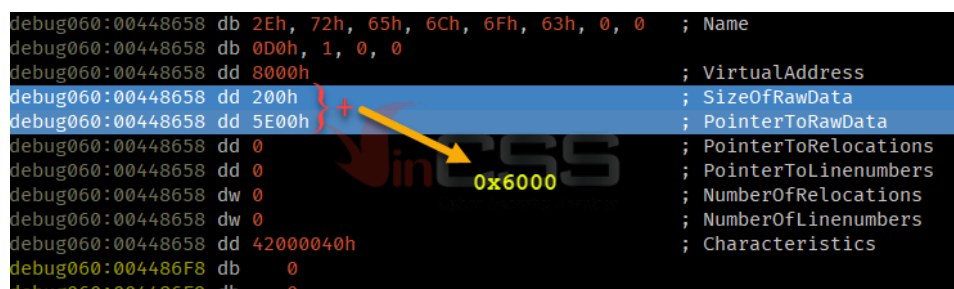 debug060:00448658 db 2Eh, 72h, 65h, 6Ch, 6Fh, 63h, 0, 0 ; Name
debug060:00448658 db 0D0h, 1, 0, 0
debug060:00448658 dd 8000h ; VirtualAddress
debug060:00448658 dd 200h ; SizeOfRawData
debug060:00448658 dd 5E00h ; PointerToRawData
debug060:00448658 dd 0 ; PointerToRelocations
debug060:00448658 dd 0 ; PointerToLinenumbers
debug060:00448658 dw 0 ; NumberOfRelocations
debug060:00448658 dw 0 ; NumberOfLinenumbers
debug060:00448658 dd 42000040h ; Characteristics
debug060:004486F8 db 0
} +
0x6000
VinCSS